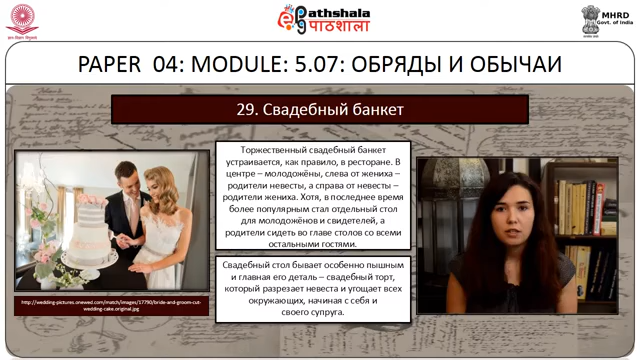 ePathshala
पाठशाला
MHRD
Govt. of India
PAPER 04: MODULE: 5.07: ОБРЯДЫ И ОБЫЧАИ
29. Свадебный банкет
Торжественный свадебный банкет
устраивается, как правило, в ресторане. В
центре – молодожёны, слева от жениха –
родители невесты, а справа от невесты –
родители жениха. Хотя, в последнее время
более популярным стал отдельный стол
для молодожёнов и свидетелей, а
родители сидеть во главе столов со всеми
остальными гостями.
Свадебный стол бывает особенно пышным
и главная его деталь – свадебный торт,
который разрезает невеста и угощает всех
окружающих, начиная с себя и
своего супруга.
http://wedding-pictures.onewed.com/match/images/17790/bride-and-groom-cut-
wedding-cake.original.jpg